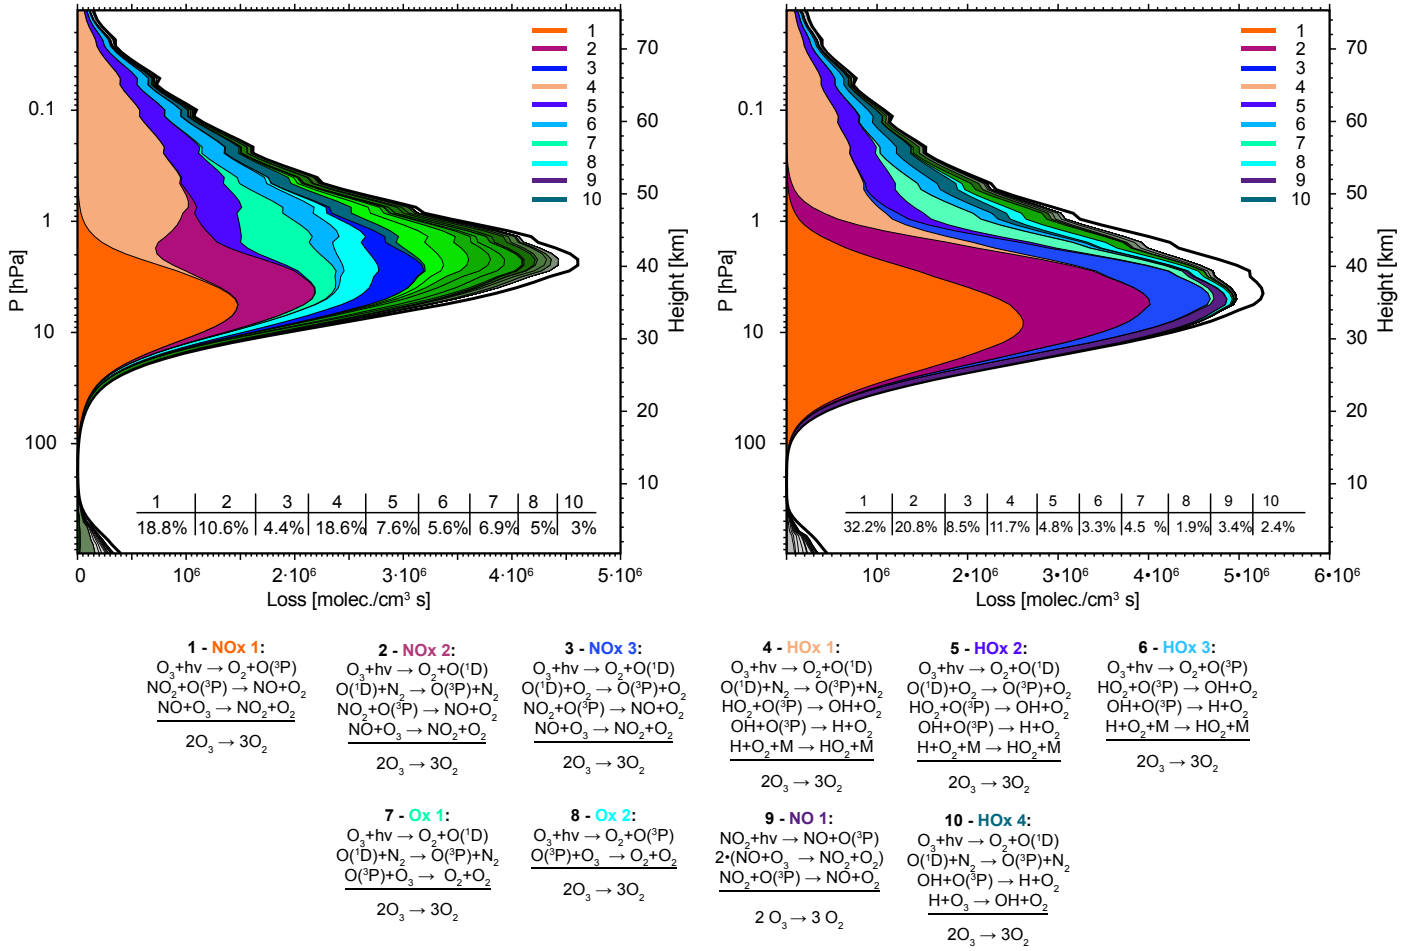 1
2
3
4
5
6
7
8
9
10
0.1
1
10
100
P [hPa]
70
60
50
40
30
20
10
Height [km]
1 2 3 4 5 6 7 8 10
18.8% 10.6% 4.4% 18.6% 7.6% 5.6% 6.9% 5% 3%
0 10⁶ 2·10⁶ 3·10⁶ 4·10⁶ 5·10⁶
Loss [molec./cm³ s]
1
2
3
4
5
6
7
8
9
10
0.1
1
10
100
P [hPa]
70
60
50
40
30
20
10
Height [km]
1 2 3 4 5 6 7 8 9 10
32.2% 20.8% 8.5% 11.7% 4.8% 3.3% 4.5 % 1.9% 3.4% 2.4%
10⁶ 2•10⁶ 3•10⁶ 4•10⁶ 5•10⁶ 6•10⁶
Loss [molec./cm³ s]
1 - NOx 1:
O₃+hv → O₂+O(³P)
NO₂+O(³P) → NO+O₂
NO+O₃ → NO₂+O₂
2O₃ → 3O₂
2 - NOx 2:
O₃+hv → O₂+O(¹D)
O(¹D)+N₂ → O(³P)+N₂
NO₂+O(³P) → NO+O₂
NO+O₃ → NO₂+O₂
2O₃ → 3O₂
3 - NOx 3:
O₃+hv → O₂+O(¹D)
O(¹D)+O₂ → O(³P)+O₂
NO₂+O(³P) → NO+O₂
NO+O₃ → NO₂+O₂
2O₃ → 3O₂
4 - HOx 1:
O₃+hv → O₂+O(¹D)
O(¹D)+N₂ → O(³P)+N₂
HO₂+O(³P) → OH+O₂
OH+O(³P) → H+O₂
H+O₂+M → HO₂+M
2O₃ → 3O₂
5 - HOx 2:
O₃+hv → O₂+O(¹D)
O(¹D)+O₂ → O(³P)+O₂
HO₂+O(³P) → OH+O₂
OH+O(³P) → H+O₂
H+O₂+M → HO₂+M
2O₃ → 3O₂
6 - HOx 3:
O₃+hv → O₂+O(³P)
HO₂+O(³P) → OH+O₂
OH+O(³P) → H+O₂
H+O₂+M → HO₂+M
2O₃ → 3O₂
7 - Ox 1:
O₃+hv → O₂+O(¹D)
O(¹D)+N₂ → O(³P)+N₂
O(³P)+O₃ → O₂+O₂
2O₃ → 3O₂
8 - Ox 2:
O₃+hv → O₂+O(³P)
O(³P)+O₃ → O₂+O₂
2O₃ → 3O₂
9 - NO 1:
NO₂+hv → NO+O(³P)
2•(NO+O₃ → NO₂+O₂)
NO₂+O(³P) → NO+O₂
2 O₃ → 3 O₂
10 - HOx 4:
O₃+hv → O₂+O(¹D)
O(¹D)+N₂ → O(³P)+N₂
OH+O(³P) → H+O₂
H+O₃ → OH+O₂
2O₃ → 3O₂